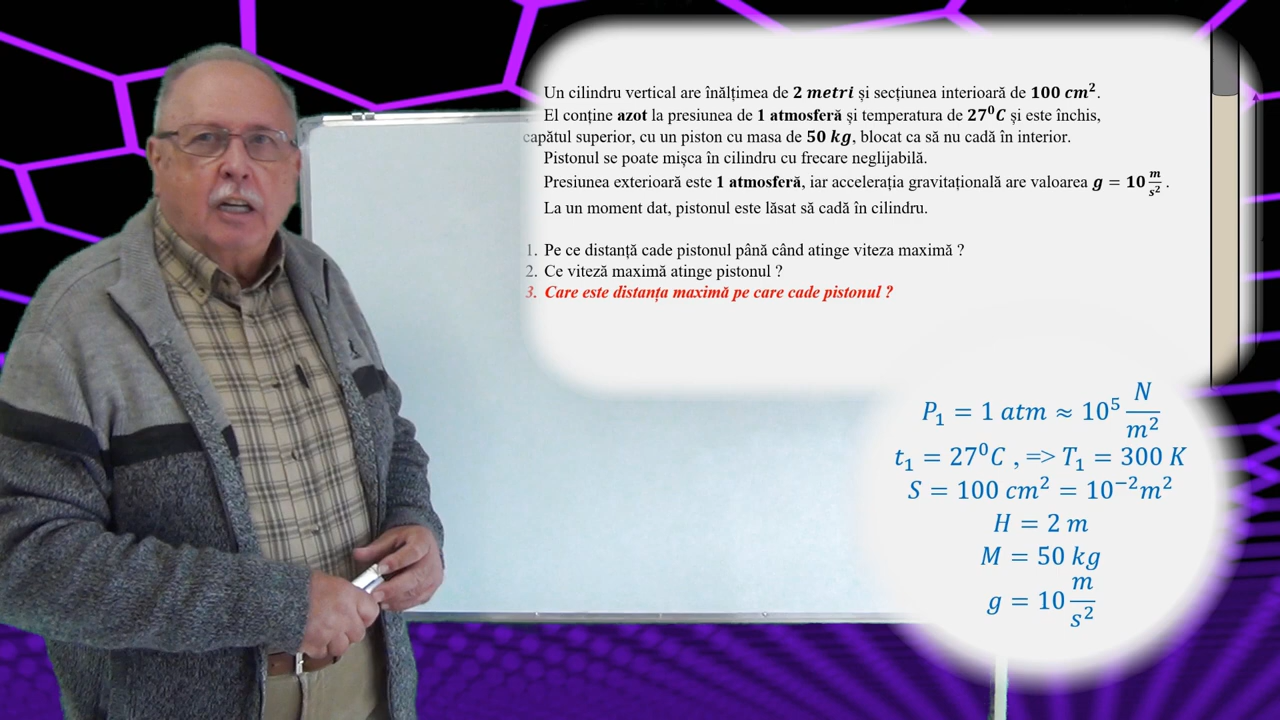 Un cilindru vertical are înălțimea de 2 metri și secțiunea interioară de 100 cm².
El conține azot la presiunea de 1 atmosferă și temperatura de 27⁰C și este închis,
capătul superior, cu un piston cu masa de 50 kg, blocat ca să nu cadă în interior.
Pistonul se poate mișca în cilindru cu frecare neglijabilă.
Presiunea exterioară este 1 atmosferă, iar accelerația gravitațională are valoarea g = 10 m/s² .
La un moment dat, pistonul este lăsat să cadă în cilindru.
1. Pe ce distanță cade pistonul până când atinge viteza maximă ?
2. Ce viteză maximă atinge pistonul ?
3. Care este distanța maximă pe care cade pistonul ?
P₁ = 1 atm ≈ 10⁵ N/m²
t₁ = 27⁰C , => T₁ = 300 K
S = 100 cm² = 10⁻²m²
H = 2 m
M = 50 kg
g = 10 m/s²